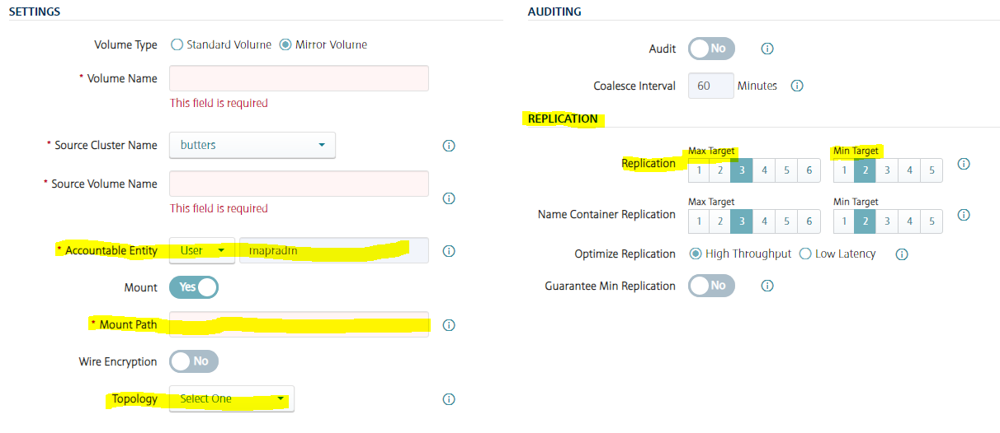 SETTINGS
Volume Type Standard Volume Mirror Volume
* Volume Name
This field is required
* Source Cluster Name butters
* Source Volume Name
This field is required
* Accountable Entity User mapradm
Mount Yes
* Mount Path
Wire Encryption No
Topology Select One
AUDITING
Audit No
Coalesce Interval 60 Minutes
REPLICATION
Max Target Min Target
Replication 1 2 3 4 5 6 1 2 3 4 5
Max Target Min Target
Name Container Replication 1 2 3 4 5 6 1 2 3 4 5
Optimize Replication High Throughput Low Latency
Guarantee Min Replication No